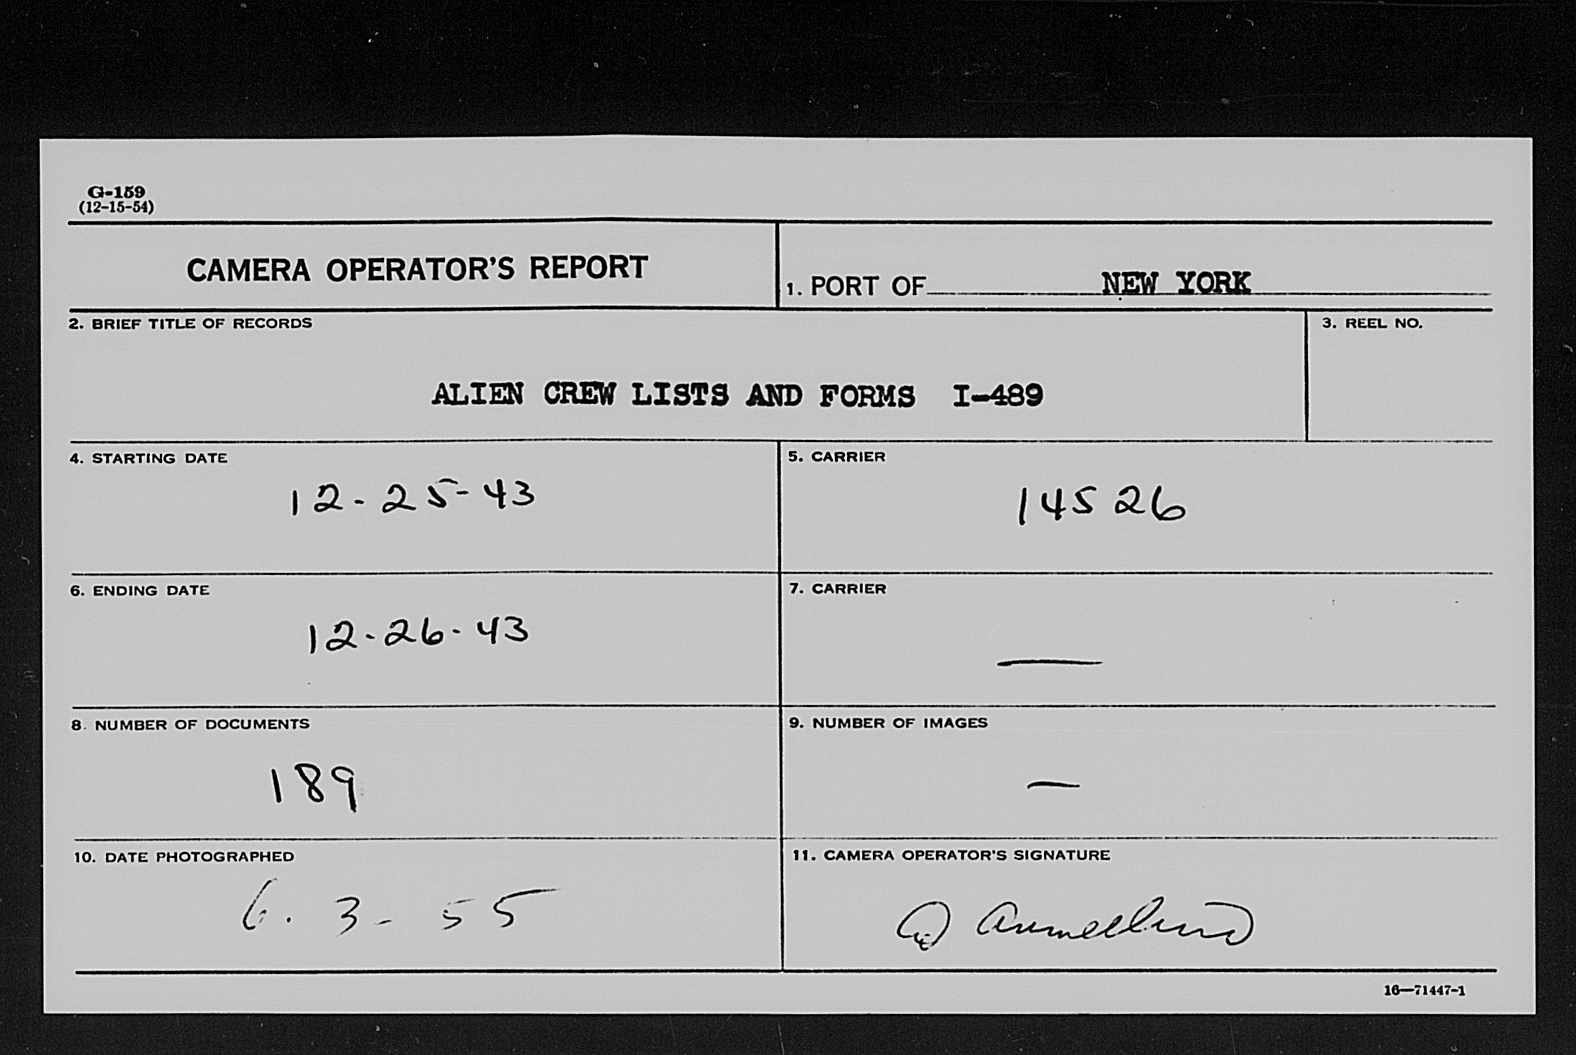 G-159
(12-15-54)
CAMERA OPERATOR'S REPORT
1. PORT OF NEW YORK
2. BRIEF TITLE OF RECORDS
3. REEL NO.
ALIEN CREW LISTS AND FORMS I-489
4. STARTING DATE
12-25-43
5. CARRIER
14526
6. ENDING DATE
12-26-43
7. CARRIER
—
8. NUMBER OF DOCUMENTS
189
9. NUMBER OF IMAGES
—
10. DATE PHOTOGRAPHED
6. 3 - 55
11. CAMERA OPERATOR'S SIGNATURE
16—71447-1